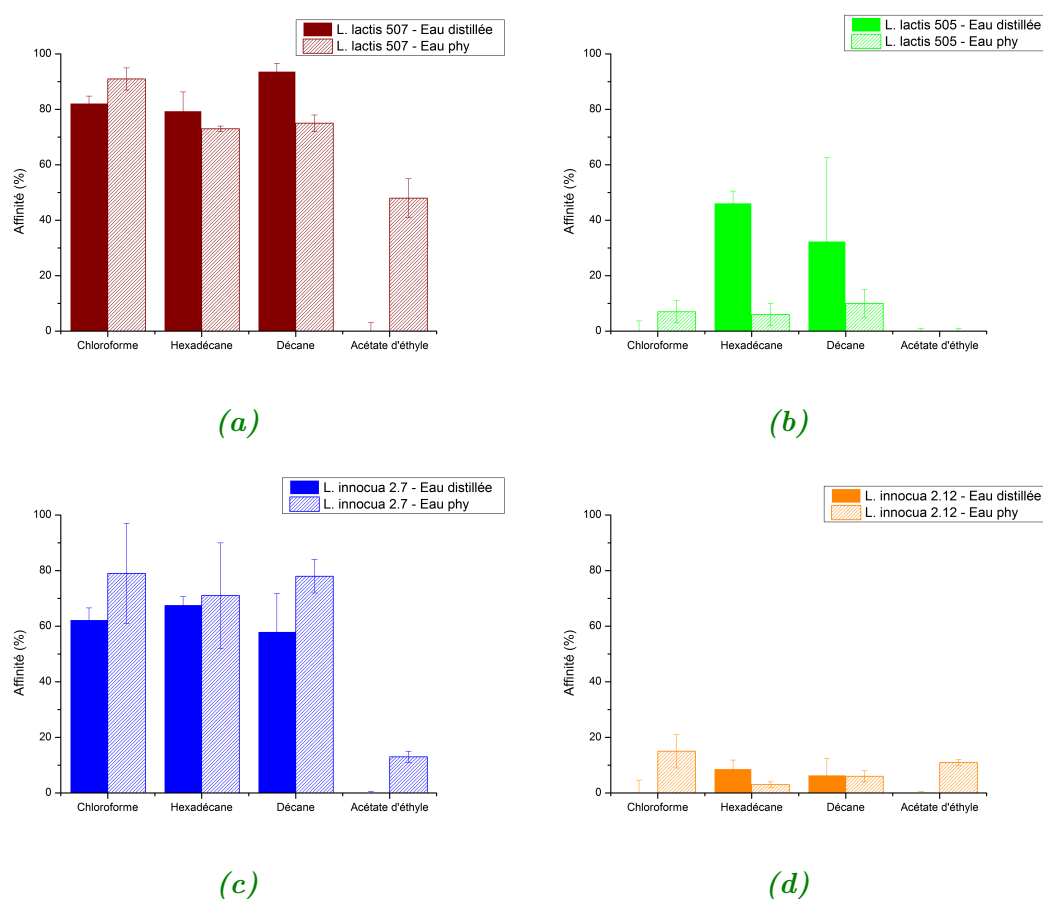 L. lactis 507 - Eau distillée
L. lactis 507 - Eau phy
Affinité (%)
100
80
60
40
20
0
Chloroforme Hexadécane Décane Acétate d'éthyle
(a)
L. lactis 505 - Eau distillée
L. lactis 505 - Eau phy
Affinité (%)
100
80
60
40
20
0
Chloroforme Hexadécane Décane Acétate d'éthyle
(b)
L. innocua 2.7 - Eau distillée
L. innocua 2.7 - Eau phy
Affinité (%)
100
80
60
40
20
0
Chloroforme Hexadécane Décane Acétate d'éthyle
(c)
L. innocua 2.12 - Eau distillée
L. innocua 2.12 - Eau phy
Affinité (%)
100
80
60
40
20
0
Chloroforme Hexadécane Décane Acétate d'éthyle
(d)